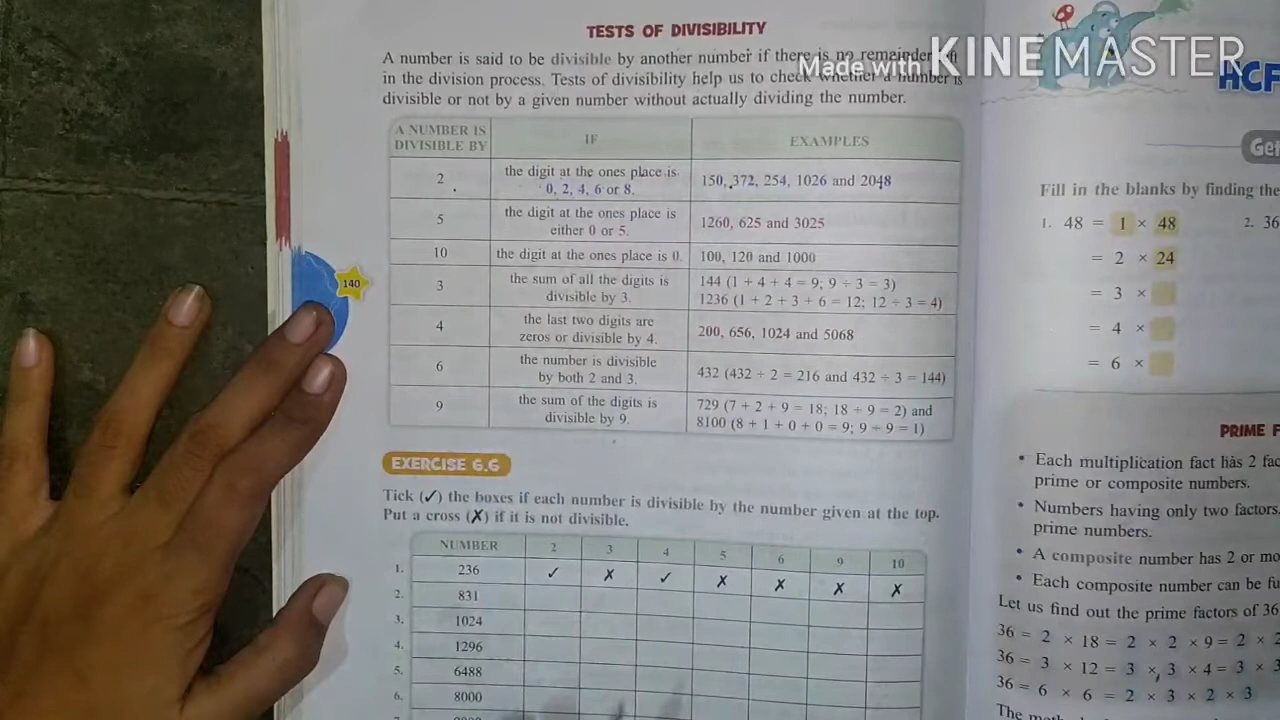 TESTS OF DIVISIBILITY
A number is said to be divisible by another number if there is no remainder
in the division process. Tests of divisibility help us to check whether a number is
divisible or not by a given number without actually dividing the number.
Made with KINEMASTER
A NUMBER IS DIVISIBLE BY IF EXAMPLES
2 the digit at the ones place is 0, 2, 4, 6 or 8. 150, 372, 254, 1026 and 2048
5 the digit at the ones place is either 0 or 5. 1260, 625 and 3025
10 the digit at the ones place is 0. 100, 120 and 1000
3 the sum of all the digits is divisible by 3. 144 (1 + 4 + 4 = 9; 9 ÷ 3 = 3)
1236 (1 + 2 + 3 + 6 = 12; 12 ÷ 3 = 4)
4 the last two digits are zeros or divisible by 4. 200, 656, 1024 and 5068
6 the number is divisible by both 2 and 3. 432 (432 ÷ 2 = 216 and 432 ÷ 3 = 144)
9 the sum of the digits is divisible by 9. 729 (7 + 2 + 9 = 18; 18 ÷ 9 = 2) and
8100 (8 + 1 + 0 + 0 = 9; 9 ÷ 9 = 1)
140
EXERCISE 6.6
Tick (✓) the boxes if each number is divisible by the number given at the top.
Put a cross (✗) if it is not divisible.
NUMBER 2 3 4 5 6 9 10
1. 236 ✓ ✗ ✓ ✗ ✗ ✗ ✗
2. 831
3. 1024
4. 1296
5. 6488
6. 8000
HCF
Get
Fill in the blanks by finding the
1. 48 = 1 × 48 2. 36
= 2 × 24
= 3 ×
= 4 ×
= 6 ×
PRIME F
• Each multiplication fact has 2 fac
prime or composite numbers.
• Numbers having only two factors,
prime numbers.
• A composite number has 2 or mo
• Each composite number can be fu
Let us find out the prime factors of 36
36 = 2 × 18 = 2 × 2 × 9 = 2 × 2
36 = 3 × 12 = 3 × 3 × 4 = 3 × 3
36 = 6 × 6 = 2 × 3 × 2 × 3